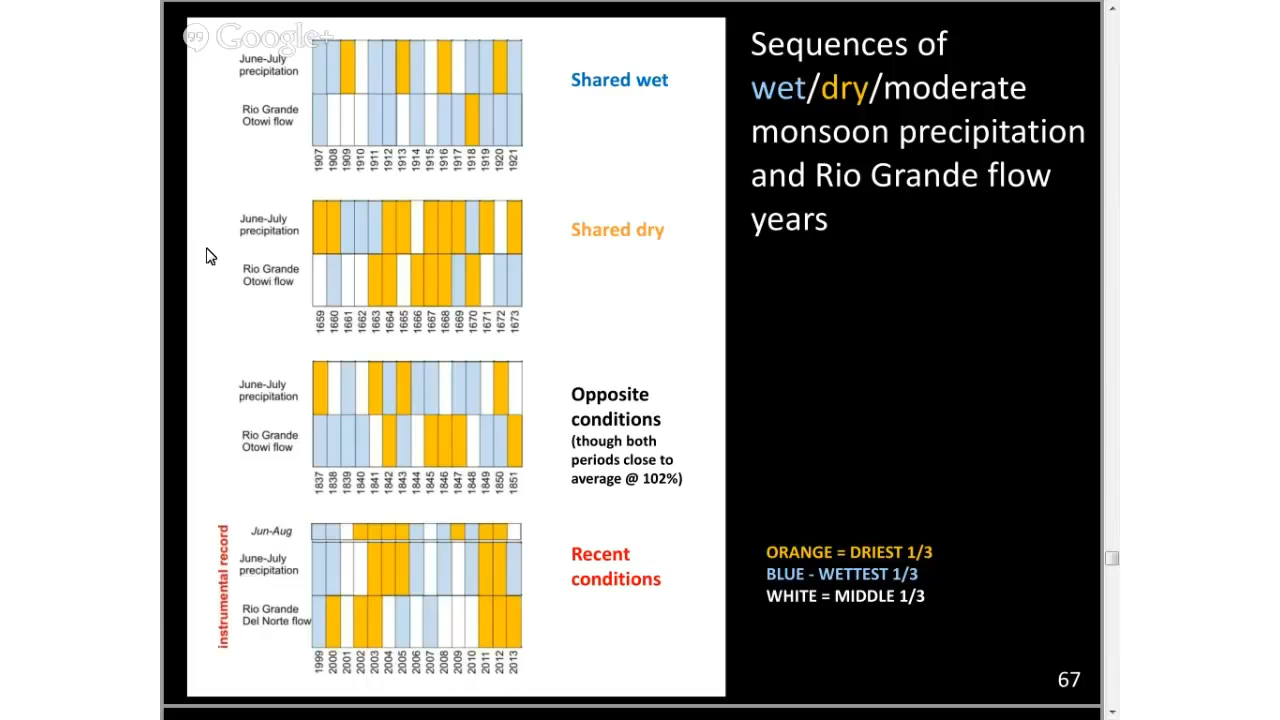 Google+
Sequences of
wet/dry/moderate
monsoon precipitation
and Rio Grande flow
years
June-July
precipitation
Rio Grande
Otowi flow
1907 1908 1909 1910 1911 1912 1913 1914 1915 1916 1917 1918 1919 1920 1921
Shared wet
June-July
precipitation
Rio Grande
Otowi flow
1659 1660 1661 1662 1663 1664 1665 1666 1667 1668 1669 1670 1671 1672 1673
Shared dry
June-July
precipitation
Rio Grande
Otowi flow
1837 1838 1839 1840 1841 1842 1843 1844 1845 1846 1847 1848 1849 1850 1851
Opposite
conditions
(though both
periods close to
average @ 102%)
instrumental record
Jun-Aug
June-July
precipitation
Rio Grande
Del Norte flow
1999 2000 2001 2002 2003 2004 2005 2006 2007 2008 2009 2010 2011 2012 2013
Recent
conditions
ORANGE = DRIEST 1/3
BLUE - WETTEST 1/3
WHITE = MIDDLE 1/3
67